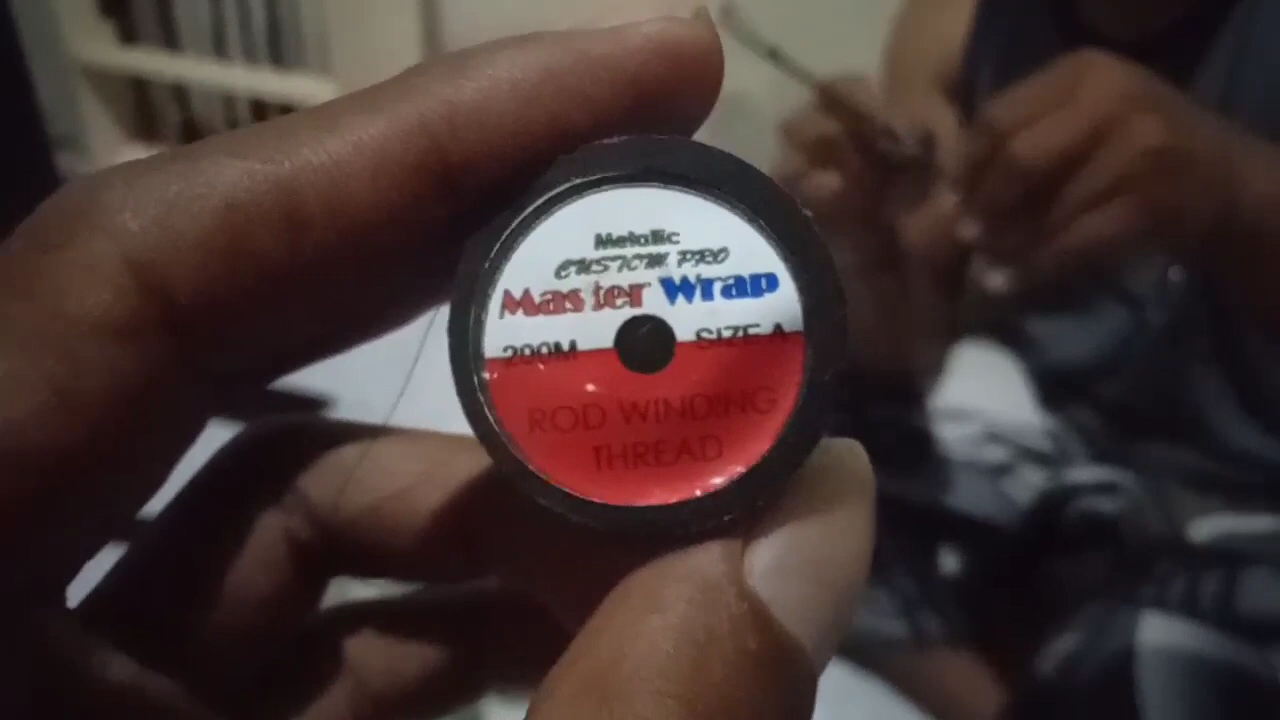 Metallic
CUSTOM PRO
Master Wrap
200M SIZE A
ROD WINDING
THREAD